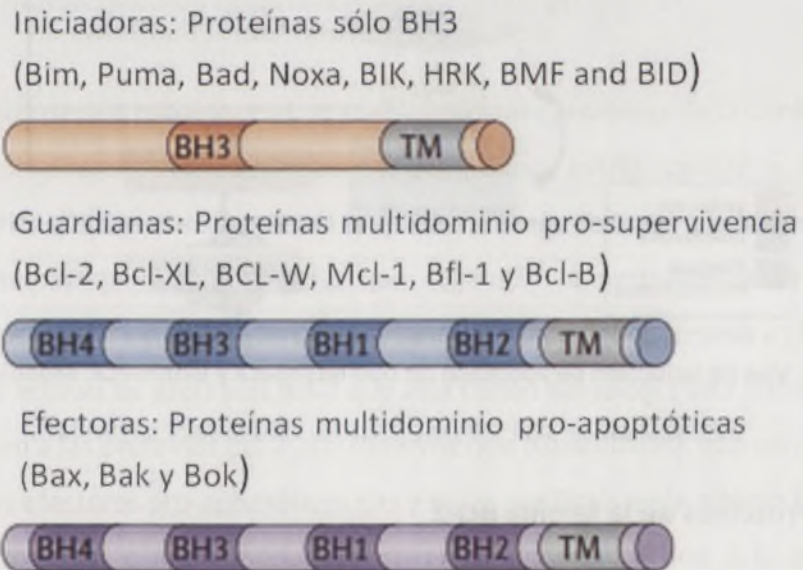 Iniciadoras: Proteínas sólo BH3
(Bim, Puma, Bad, Noxa, BIK, HRK, BMF and BID)
BH3 TM
Guardianas: Proteínas multidominio pro-supervivencia
(Bcl-2, Bcl-XL, BCL-W, Mcl-1, Bfl-1 y Bcl-B)
BH4 BH3 BH1 BH2 TM
Efectoras: Proteínas multidominio pro-apoptóticas
(Bax, Bak y Bok)
BH4 BH3 BH1 BH2 TM